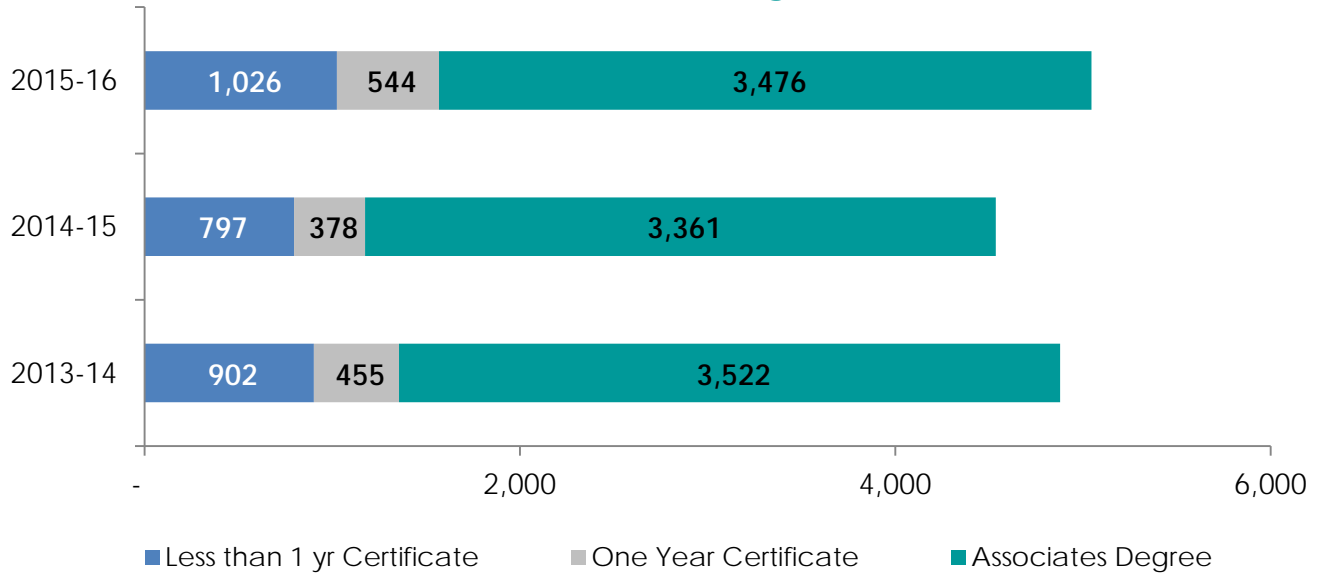 2015-16 1,026 544 3,476
2014-15 797 378 3,361
2013-14 902 455 3,522
- 2,000 4,000 6,000
Less than 1 yr Certificate One Year Certificate Associates Degree